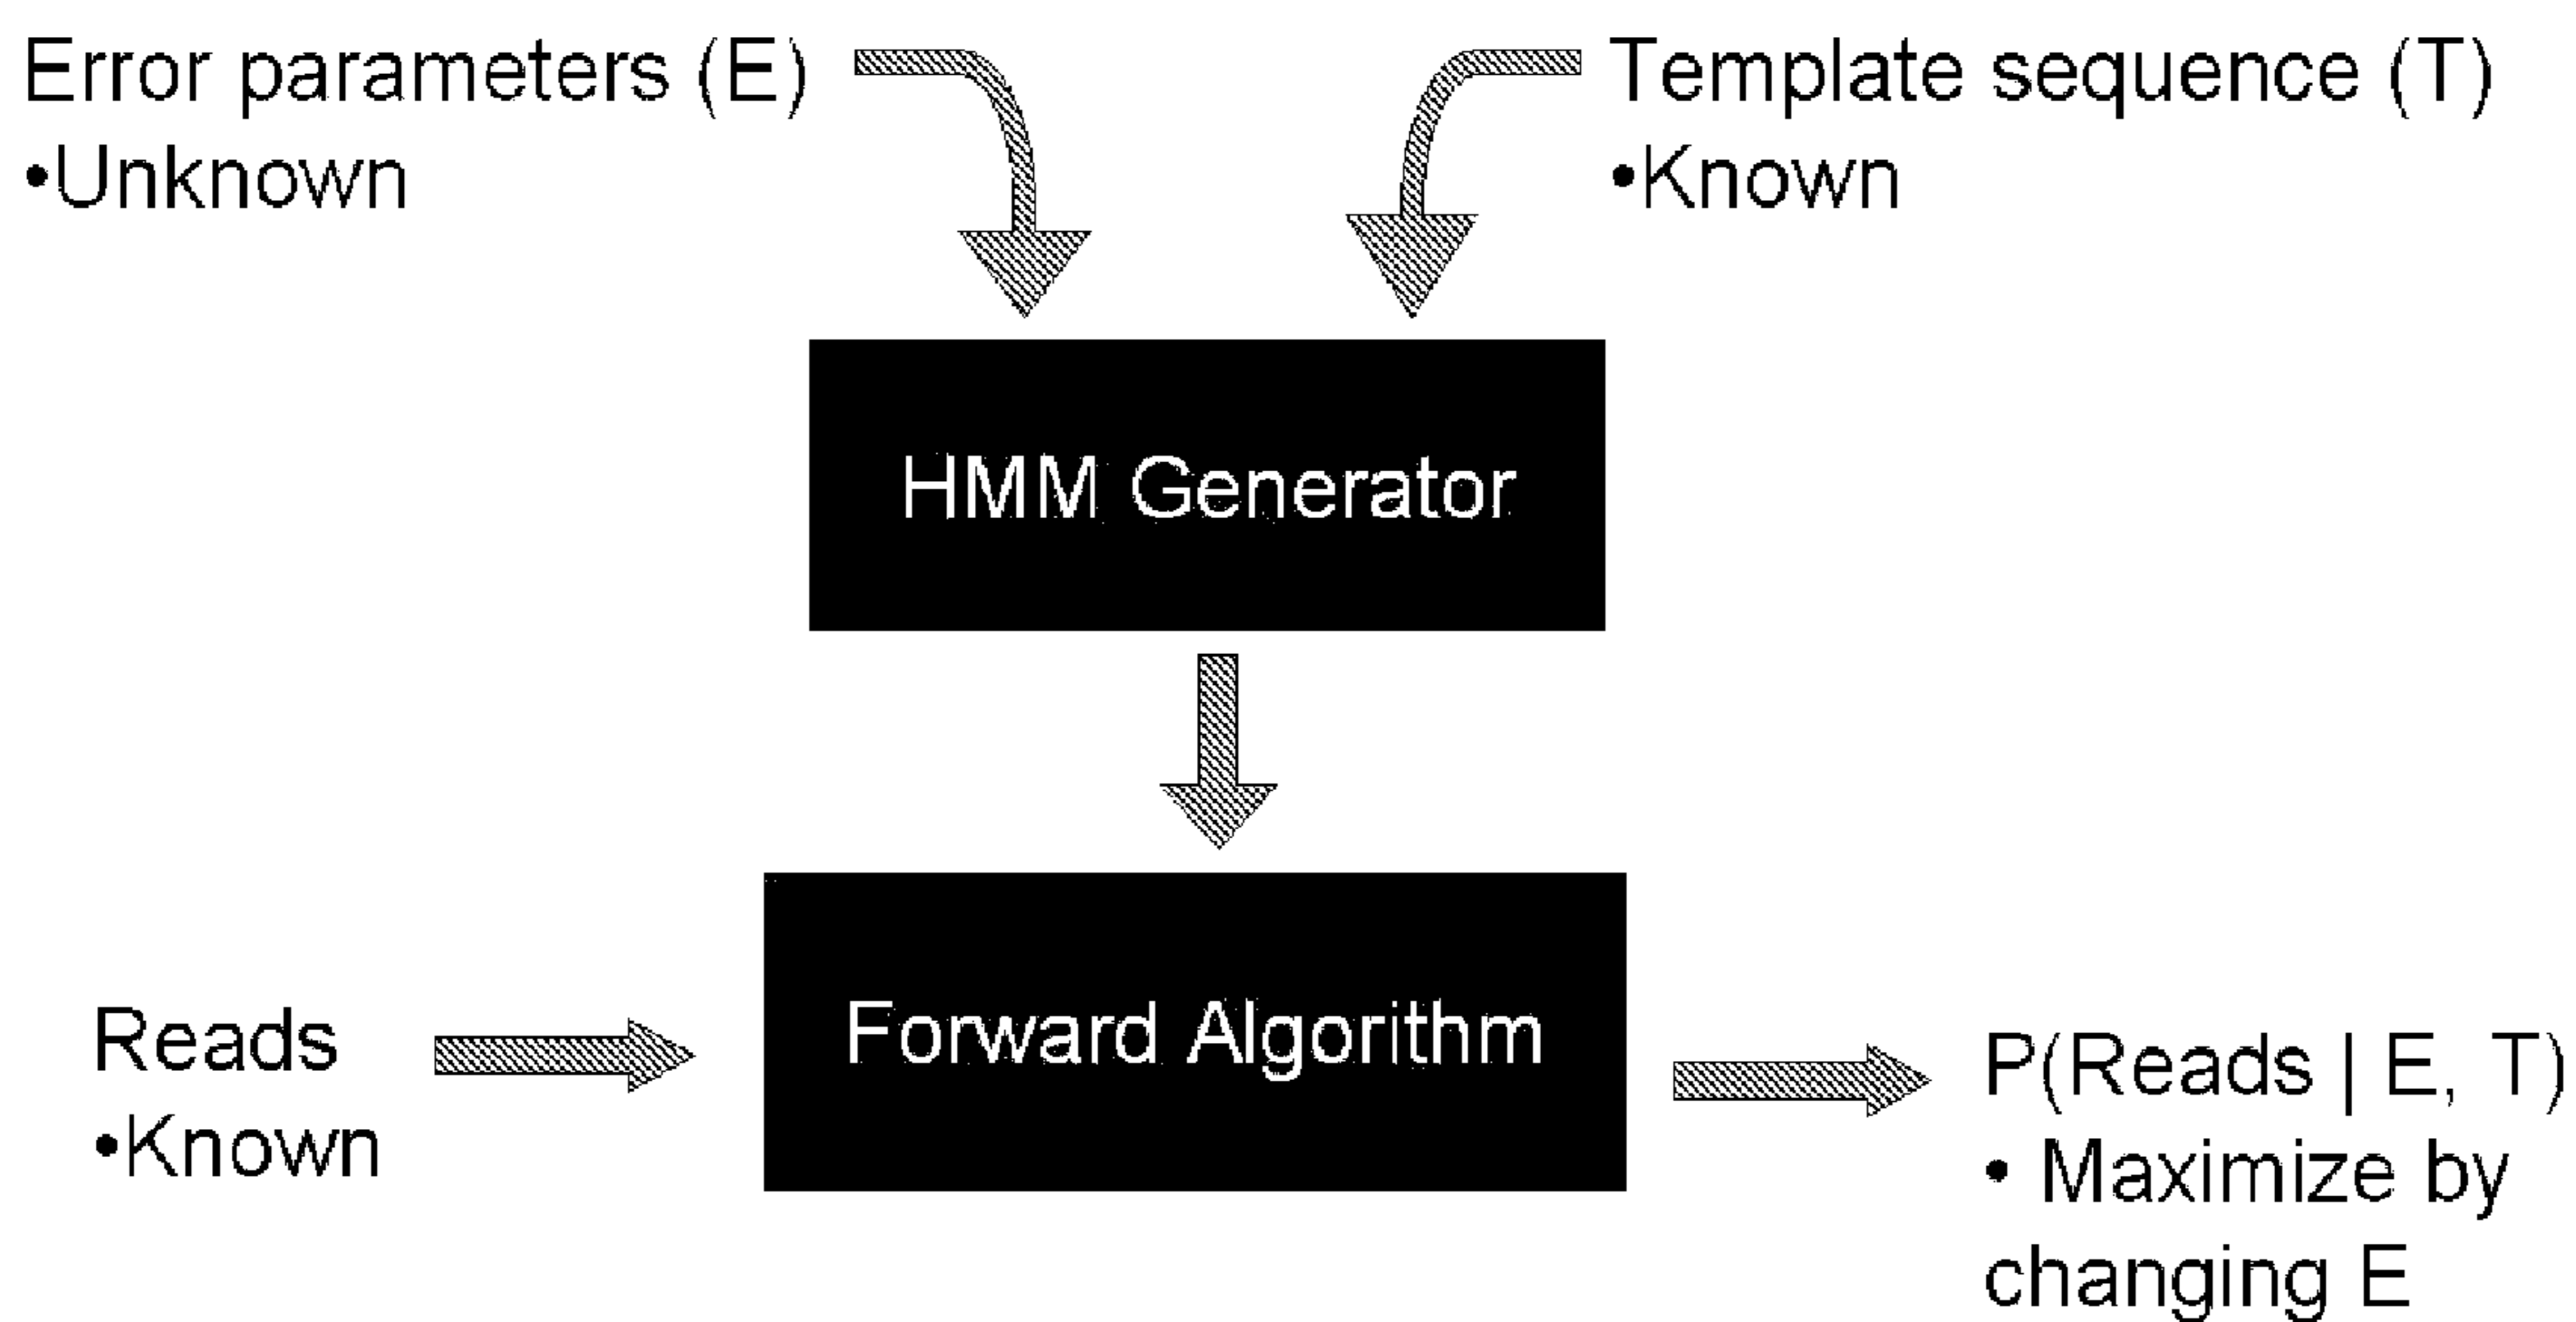 Error parameters (E)
•Unknown
Template sequence (T)
•Known
HMM Generator
Forward Algorithm
Reads
•Known
P(Reads | E, T)
• Maximize by
changing E